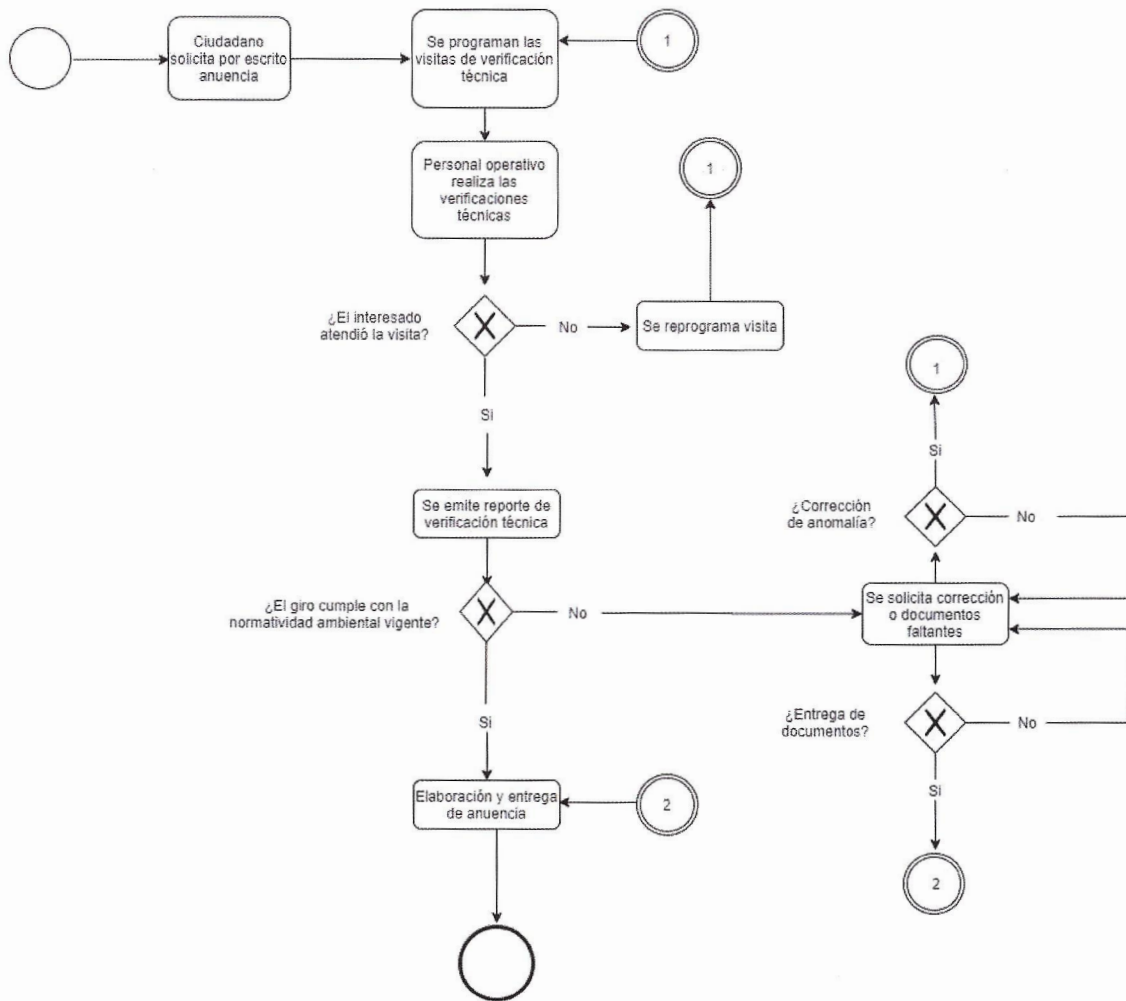 Ciudadano
solicita por escrito
anuencia
Se programan las
visitas de verificación
técnica
1
Personal operativo
realiza las
verificaciones
técnicas
1
¿El interesado
atendió la visita?
No
Se reprograma visita
Si
1
Si
Se emite reporte de
verificación técnica
¿Corrección
de anomalía?
No
¿El giro cumple con la
normatividad ambiental vigente?
No
Se solicita corrección
o documentos
faltantes
Si
¿Entrega de
documentos?
No
Si
Elaboración y entrega
de anuencia
2
2